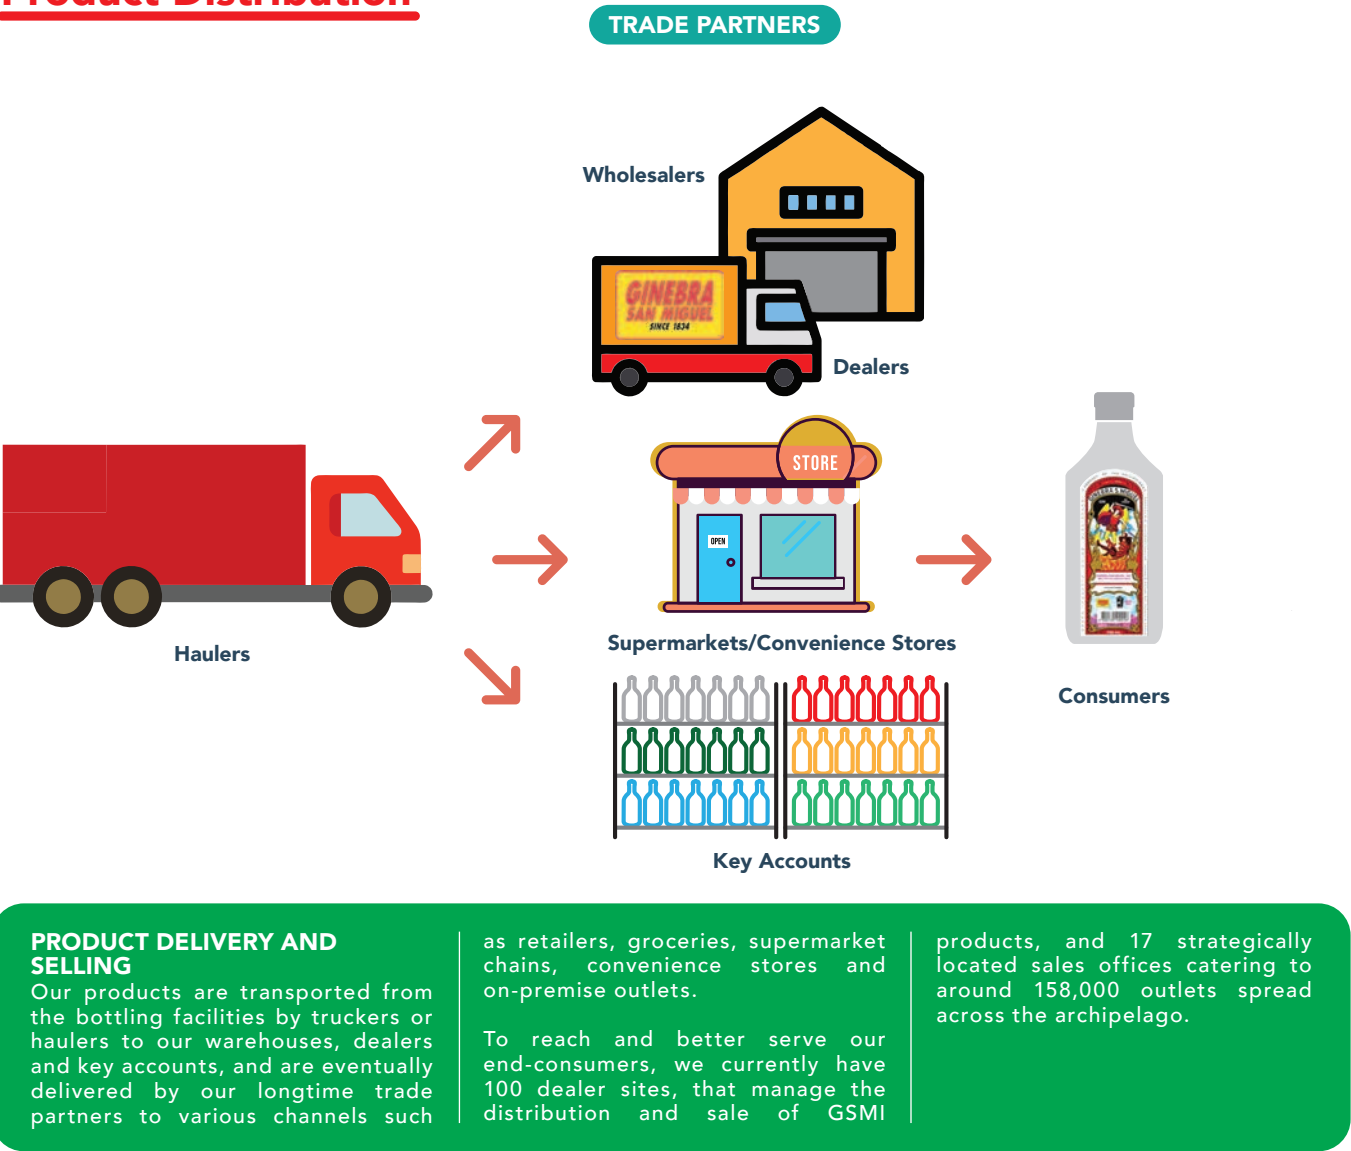 Product Distribution
TRADE PARTNERS
Wholesalers
GINEBRA
SAN MIGUEL
SINCE 1834
Dealers
STORE
OPEN
Haulers
Supermarkets/Convenience Stores
Consumers
Key Accounts
PRODUCT DELIVERY AND
SELLING
Our products are transported from
the bottling facilities by truckers or
haulers to our warehouses, dealers
and key accounts, and are eventually
delivered by our longtime trade
partners to various channels such
as retailers, groceries, supermarket
chains, convenience stores and
on-premise outlets.
To reach and better serve our
end-consumers, we currently have
100 dealer sites, that manage the
distribution and sale of GSMI
products, and 17 strategically
located sales offices catering to
around 158,000 outlets spread
across the archipelago.